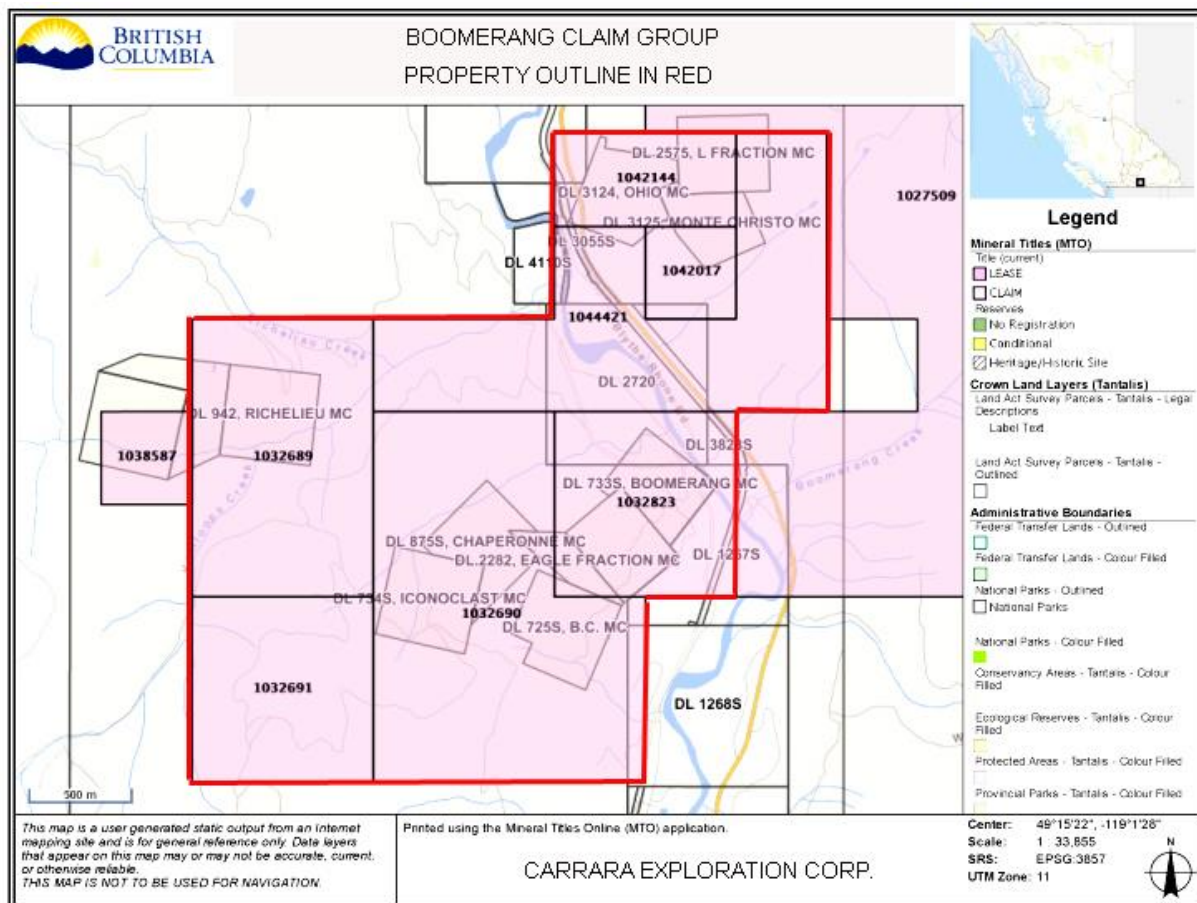 BRITISH
COLUMBIA
BOOMERANG CLAIM GROUP
PROPERTY OUTLINE IN RED
DL 2575, L FRACTION MC
1042144
DL 3124, OHIO MC
1027509
DL 3125, MONTE CHRISTO MC
DL 3055S
DL 4110S
1042017
1044421
Richelieu Creek
Blythe-Rhone Rd
DL 2720
DL 942, RICHELIEU MC
1038587
1032689
DL 3823S
Boomerang Creek
DL 733S, BOOMERANG MC
1032823
DL 875S, CHAPERONNE MC
DL 2282, EAGLE FRACTION MC
DL 1267S
DL 734S, ICONOCLAST MC
1032690
DL 725S, B.C. MC
1032691
DL 1268S
W
500 m
Legend
Mineral Titles (MTO)
Title (current)
LEASE
CLAIM
Reserves
No Registration
Conditional
Heritage/Historic Site
Crown Land Layers (Tantalis)
Land Act Survey Parcels - Tantalis - Legal
Descriptions
Label Text
Land Act Survey Parcels - Tantalis -
Outlined
Administrative Boundaries
Federal Transfer Lands - Outlined
Federal Transfer Lands - Colour Filled
National Parks - Outlined
National Parks
National Parks - Colour Filled
Conservancy Areas - Tantalis - Colour
Filled
Ecological Reserves - Tantalis - Colour
Filled
Protected Areas - Tantalis - Colour Filled
Provincial Parks - Tantalis - Colour Filled
This map is a user generated static output from an Internet
mapping site and is for general reference only. Data layers
that appear on this map may or may not be accurate, current,
or otherwise reliable.
THIS MAP IS NOT TO BE USED FOR NAVIGATION.
Printed using the Mineral Titles Online (MTO) application.
CARRARA EXPLORATION CORP.
Center: 49°15'22", -119°1'28"
Scale: 1: 33,855
SRS: EPSG:3857
UTM Zone: 11
N